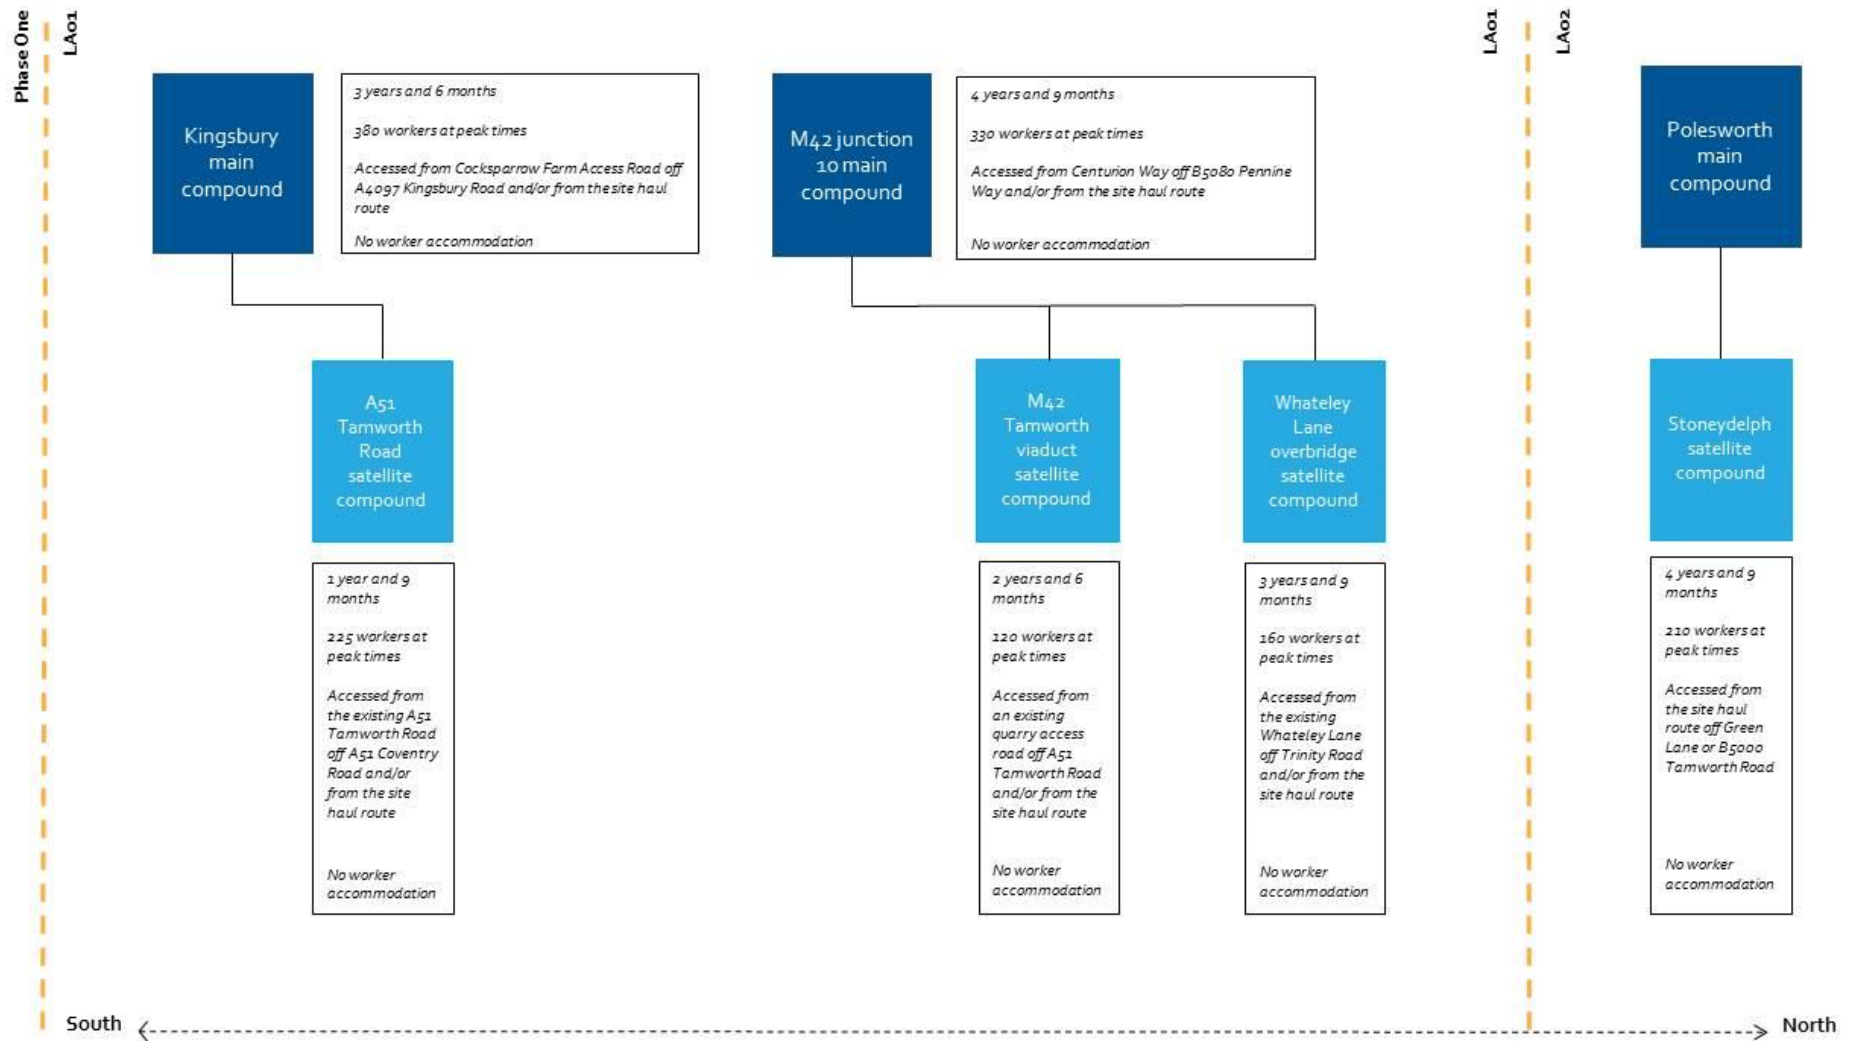 Phase One
LA01
LA01
LA02
Kingsbury
main
compound
3 years and 6 months
380 workers at peak times
Accessed from Cocksparrow Farm Access Road off
A4097 Kingsbury Road and/or from the site haul
route
No worker accommodation
M42 junction
10 main
compound
4 years and 9 months
330 workers at peak times
Accessed from Centurion Way off B5080 Pennine
Way and/or from the site haul route
No worker accommodation
Polesworth
main
compound
A51
Tamworth
Road
satellite
compound
M42
Tamworth
viaduct
satellite
compound
Whateley
Lane
overbridge
satellite
compound
Stoneydelph
satellite
compound
1 year and 9
months
225 workers at
peak times
Accessed from
the existing A51
Tamworth Road
off A51 Coventry
Road and/or
from the site
haul route
No worker
accommodation
2 years and 6
months
120 workers at
peak times
Accessed from
an existing
quarry access
road off A51
Tamworth Road
and/or from the
site haul route
No worker
accommodation
3 years and 9
months
160 workers at
peak times
Accessed from
the existing
Whateley Lane
off Trinity Road
and/or from the
site haul route
No worker
accommodation
4 years and 9
months
210 workers at
peak times
Accessed from
the site haul
route off Green
Lane or B5000
Tamworth Road
No worker
accommodation
South
North